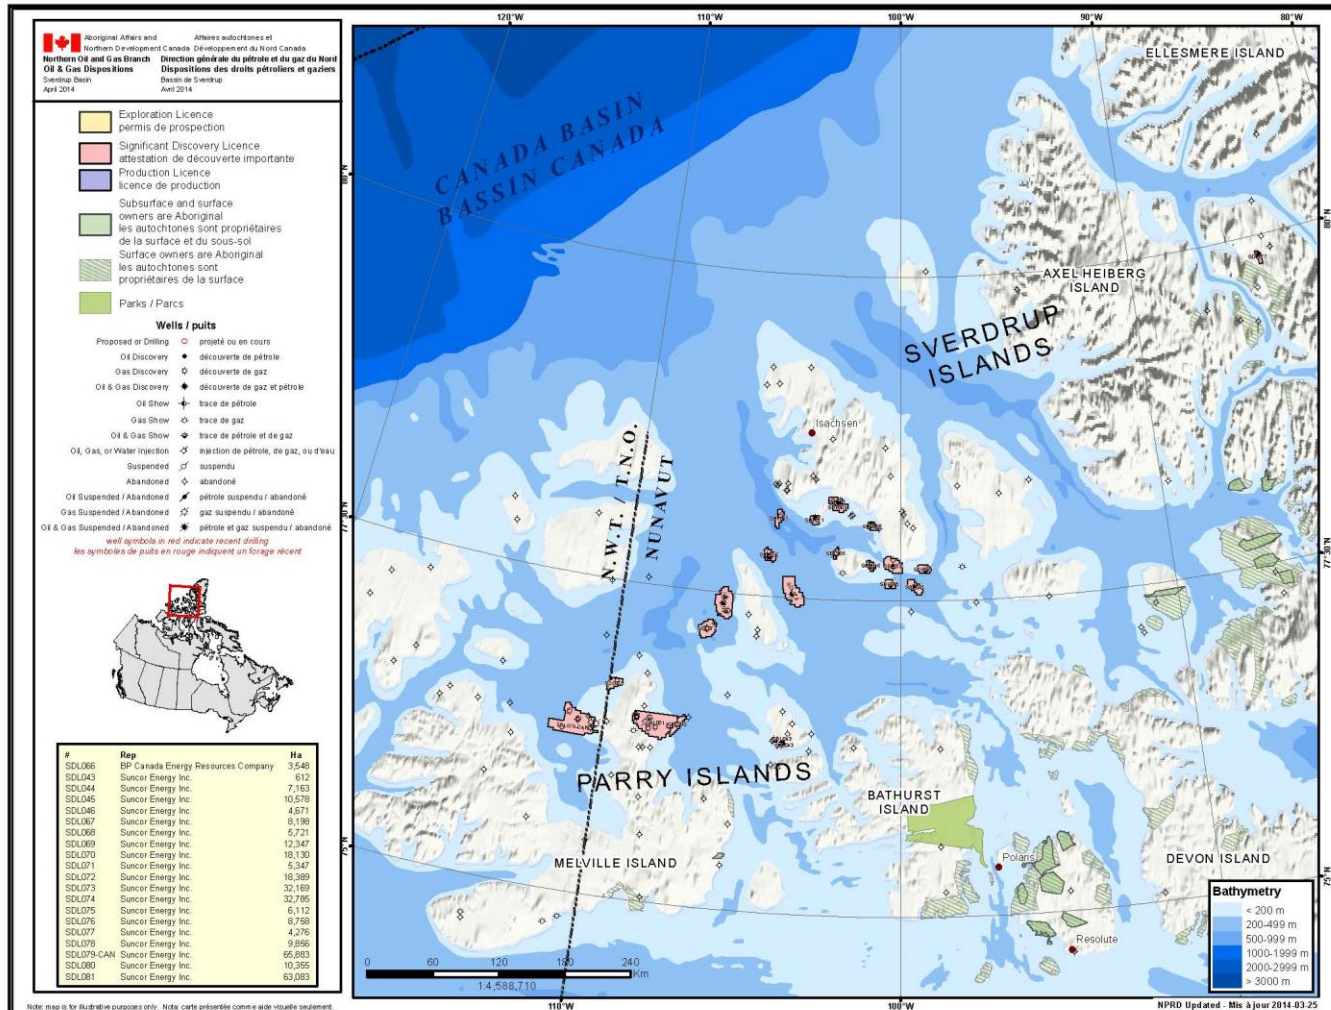 Aboriginal Affairs and Affaires autochtones et
Northern Development Canada Développement du Nord Canada
Northern Oil and Gas Branch Direction générale du pétrole et du gaz du Nord
Oil & Gas Dispositions Dispositions des droits pétroliers et gaziers
Sverdrup Basin Bassin de Sverdrup
April 2014 Avril 2014
Exploration Licence
permis de prospection
Significant Discovery Licence
attestation de découverte importante
Production Licence
licence de production
Subsurface and surface
owners are Aboriginal
les autochtones sont propriétaires
de la surface et du sous-sol
Surface owners are Aboriginal
les autochtones sont
propriétaires de la surface
Parks / Parcs
Wells / puits
Proposed or Drilling projeté ou en cours
Oil Discovery découverte de pétrole
Gas Discovery découverte de gaz
Oil & Gas Discovery découverte de gaz et pétrole
Oil Show trace de pétrole
Gas Show trace de gaz
Oil & Gas Show trace de pétrole et de gaz
Oil, Gas, or Water Injection injection de pétrole, de gaz, ou d'eau
Suspended suspendu
Abandoned abandoné
Oil Suspended / Abandoned pétrole suspendu / abandoné
Gas Suspended / Abandoned gaz suspendu / abandoné
Oil & Gas Suspended / Abandoned pétrole et gaz suspendu / abandoné
well symbols in red indicate recent drilling
les symboles de puits en rouge indiquent un forage récent
# Rep Ha
SDL066 BP Canada Energy Resources Company 3,548
SDL043 Suncor Energy Inc. 612
SDL044 Suncor Energy Inc. 7,163
SDL045 Suncor Energy Inc. 10,578
SDL046 Suncor Energy Inc. 4,671
SDL067 Suncor Energy Inc. 8,198
SDL068 Suncor Energy Inc. 5,721
SDL069 Suncor Energy Inc. 12,347
SDL070 Suncor Energy Inc. 18,130
SDL071 Suncor Energy Inc. 5,347
SDL072 Suncor Energy Inc. 18,389
SDL073 Suncor Energy Inc. 32,169
SDL074 Suncor Energy Inc. 32,785
SDL075 Suncor Energy Inc. 6,112
SDL076 Suncor Energy Inc. 8,758
SDL077 Suncor Energy Inc. 4,276
SDL078 Suncor Energy Inc. 9,856
SDL079-CAN Suncor Energy Inc. 65,883
SDL080 Suncor Energy Inc. 10,355
SDL081 Suncor Energy Inc. 63,083
Note: map is for illustrative purposes only. Nota: carte présentée comme aide visuelle seulement.
120°W
110°W
100°W
90°W
80°W
ELLESMERE ISLAND
CANADA BASIN
BASSIN CANADA
80°N
80°N
AXEL HEIBERG
ISLAND
SVERDRUP
ISLANDS
Isachsen
N.W.T. / T.N.O.
NUNAVUT
77°30'N
77°30'N
PARRY ISLANDS
BATHURST
ISLAND
MELVILLE ISLAND
Polaris
DEVON ISLAND
75°N
75°N
Resolute
0 60 120 180 240
Km
1:4,588,710
Bathymetry
< 200 m
200-499 m
500-999 m
1000-1999 m
2000-2999 m
> 3000 m
110°W
100°W
NPRD Updated - Mis à jour 2014-03-25